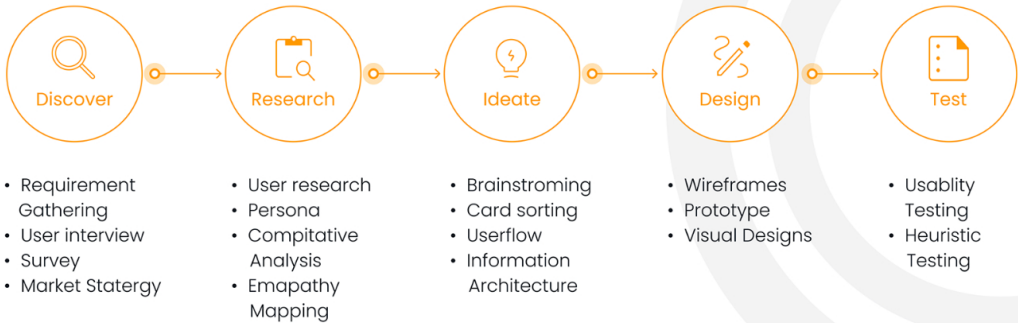 Discover
Research
Ideate
Design
Test
• Requirement
Gathering
• User interview
• Survey
• Market Statergy
• User research
• Persona
• Compitative
Analysis
• Emapathy
Mapping
• Brainstroming
• Card sorting
• Userflow
• Information
Architecture
• Wireframes
• Prototype
• Visual Designs
• Usablity
Testing
• Heuristic
Testing